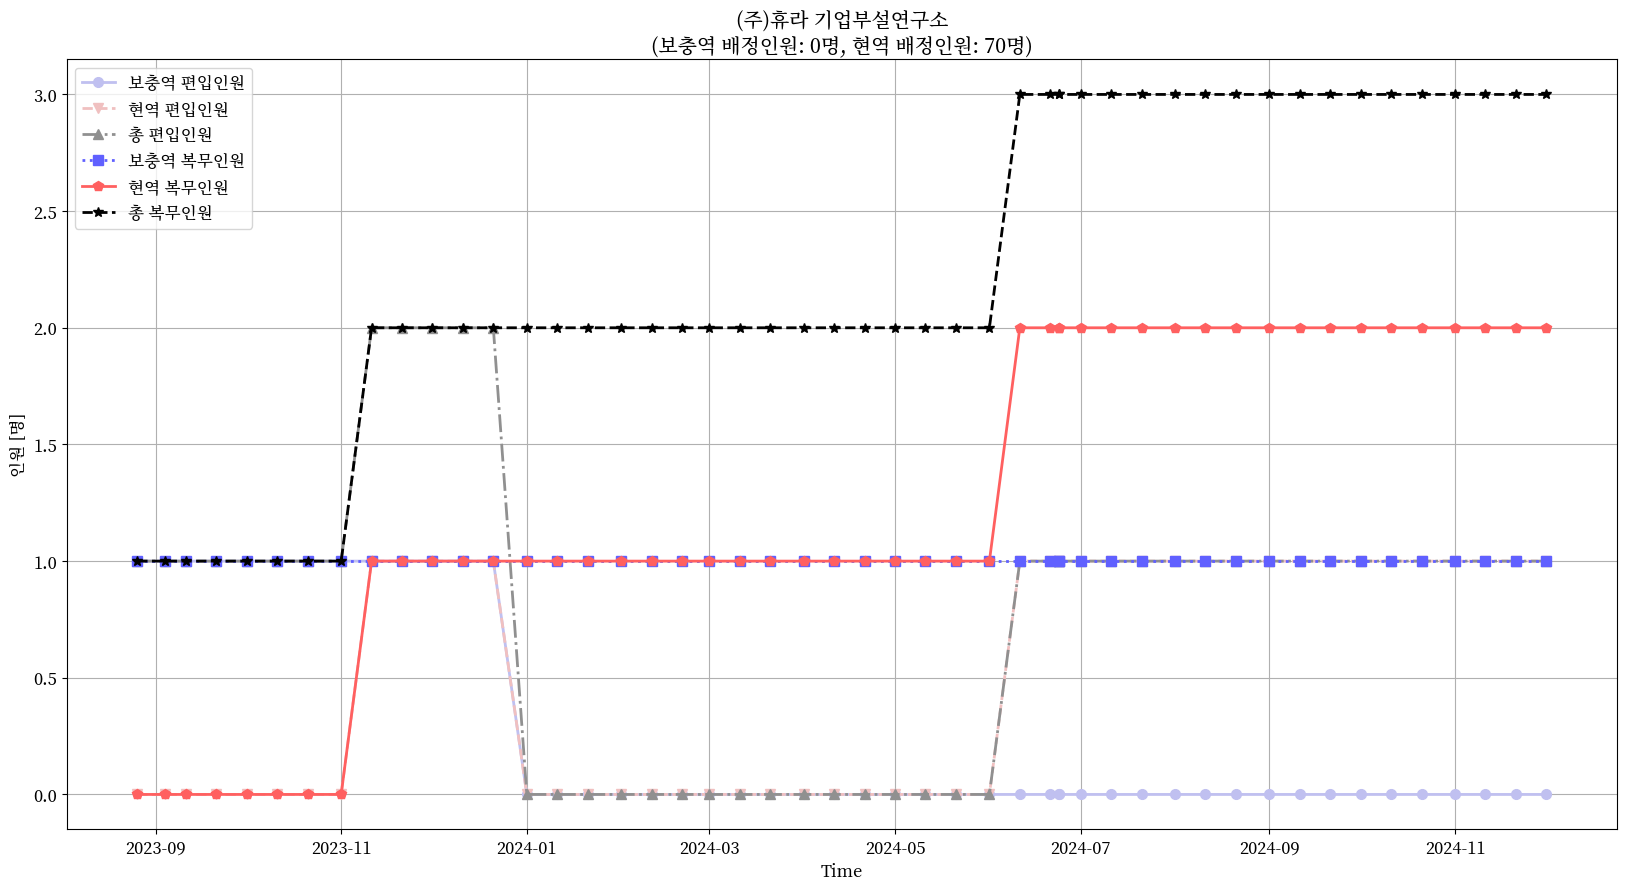 (주)휴라 기업부설연구소
(보충역 배정인원: 0명, 현역 배정인원: 70명)
보충역 편입인원
현역 편입인원
총 편입인원
보충역 복무인원
현역 복무인원
총 복무인원
3.0
2.5
2.0
1.5
1.0
0.5
0.0
인원 [명]
2023-09 2023-11 2024-01 2024-03 2024-05 2024-07 2024-09 2024-11
Time